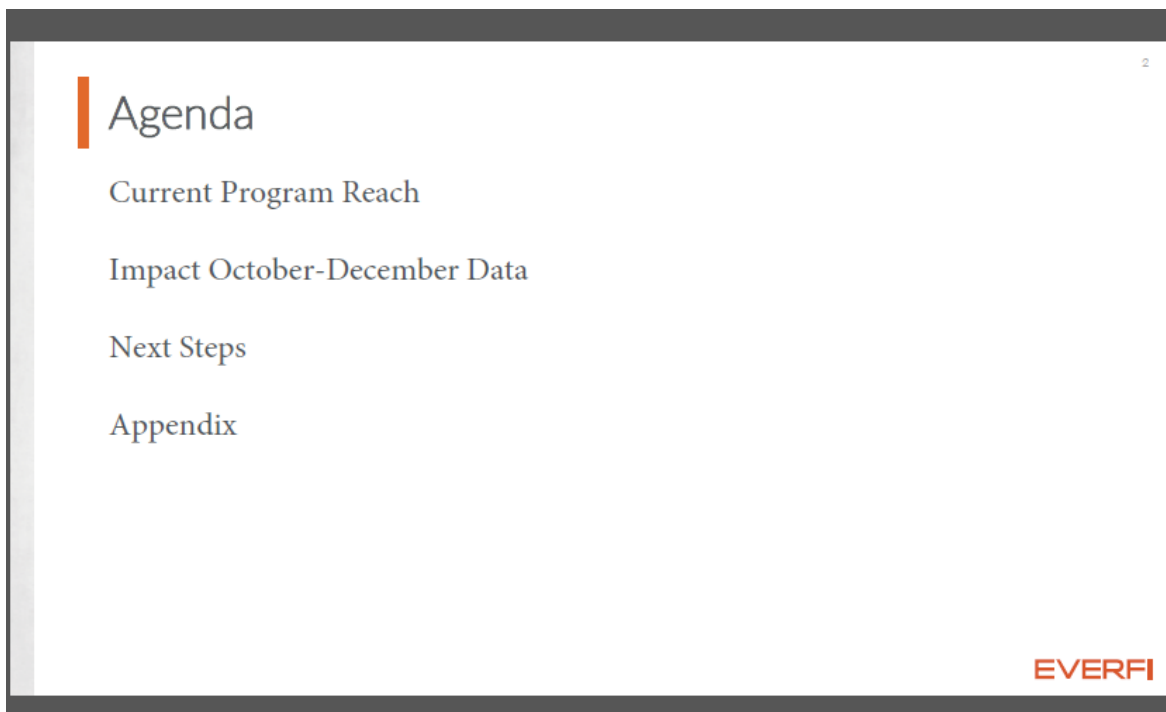 2
Agenda
Current Program Reach
Impact October-December Data
Next Steps
Appendix
EVERFI